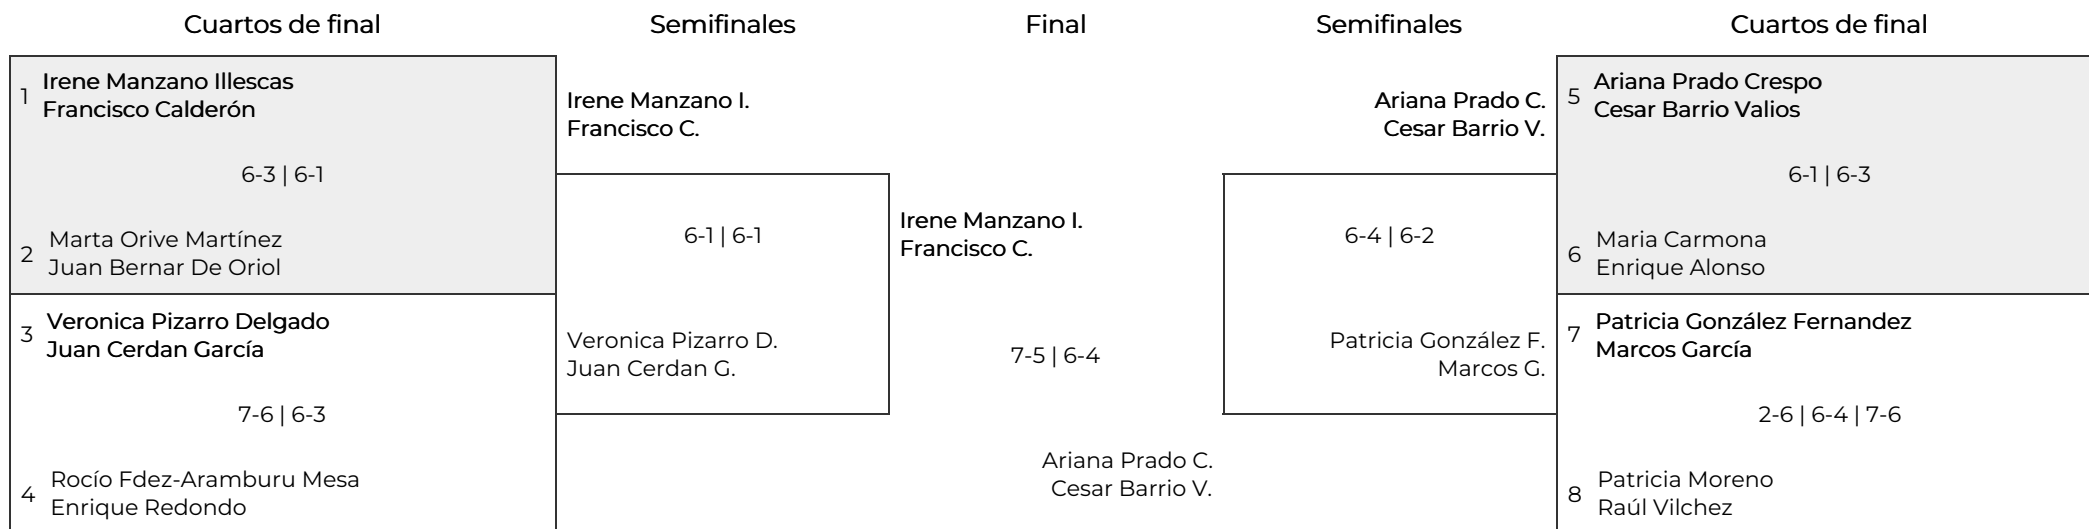 Cuartos de final
Semifinales
Final
Semifinales
Cuartos de final
1
Irene Manzano Illescas
Francisco Calderón
6-3 | 6-1
2
Marta Orive Martínez
Juan Bernar De Oriol
3
Veronica Pizarro Delgado
Juan Cerdan García
7-6 | 6-3
4
Rocío Fdez-Aramburu Mesa
Enrique Redondo
Irene Manzano I.
Francisco C.
6-1 | 6-1
Veronica Pizarro D.
Juan Cerdan G.
Irene Manzano I.
Francisco C.
7-5 | 6-4
Ariana Prado C.
Cesar Barrio V.
Ariana Prado C.
Cesar Barrio V.
6-4 | 6-2
Patricia González F.
Marcos G.
5
Ariana Prado Crespo
Cesar Barrio Valios
6-1 | 6-3
6
Maria Carmona
Enrique Alonso
7
Patricia González Fernandez
Marcos García
2-6 | 6-4 | 7-6
8
Patricia Moreno
Raúl Vilchez